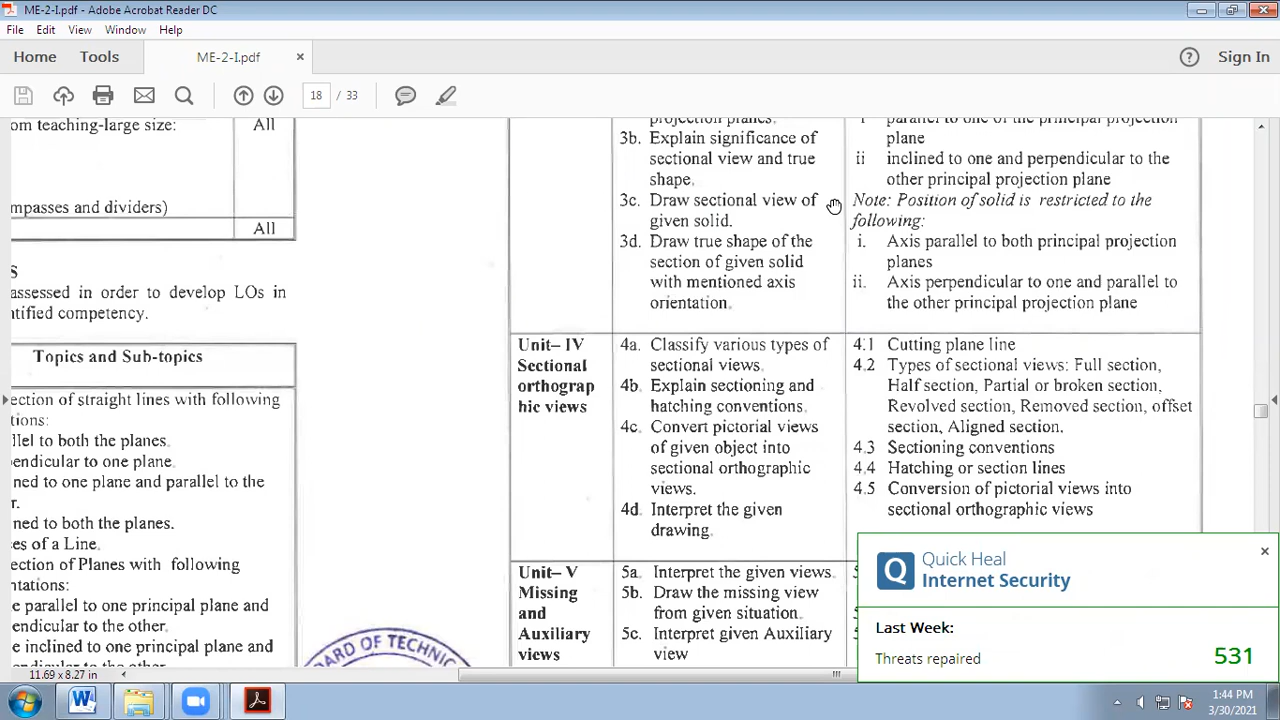 ME-2-I.pdf - Adobe Acrobat Reader DC
File Edit View Window Help
Home Tools ME-2-I.pdf × ? Sign In
18 / 33
om teaching-large size: All
mpasses and dividers)
All
S
assessed in order to develop LOs in
ntified competency.
Topics and Sub-topics
ection of straight lines with following
tions:
llel to both the planes.
pendicular to one plane.
ned to one plane and parallel to the
r.
ned to both the planes.
es of a Line.
ection of Planes with following
ntations:
e parallel to one principal plane and
endicular to the other.
e inclined to one principal plane and
endicular to the other
projection planes.
3b. Explain significance of
sectional view and true
shape.
3c. Draw sectional view of
given solid.
3d. Draw true shape of the
section of given solid
with mentioned axis
orientation.
i parallel to one of the principal projection
plane
ii inclined to one and perpendicular to the
other principal projection plane
Note: Position of solid is restricted to the
following:
i. Axis parallel to both principal projection
planes
ii. Axis perpendicular to one and parallel to
the other principal projection plane
Unit– IV
Sectional
orthograp
hic views
4a. Classify various types of
sectional views.
4b. Explain sectioning and
hatching conventions.
4c. Convert pictorial views
of given object into
sectional orthographic
views.
4d. Interpret the given
drawing.
4.1 Cutting plane line
4.2 Types of sectional views: Full section,
Half section, Partial or broken section,
Revolved section, Removed section, offset
section, Aligned section.
4.3 Sectioning conventions
4.4 Hatching or section lines
4.5 Conversion of pictorial views into
sectional orthographic views
Unit– V
Missing
and
Auxiliary
views
5a. Interpret the given views.
5b. Draw the missing view
from given situation.
5c. Interpret given Auxiliary
view
BOARD OF TECHNIC
Quick Heal
Internet Security
Last Week:
Threats repaired 531
11.69 x 8.27 in
1:44 PM
3/30/2021